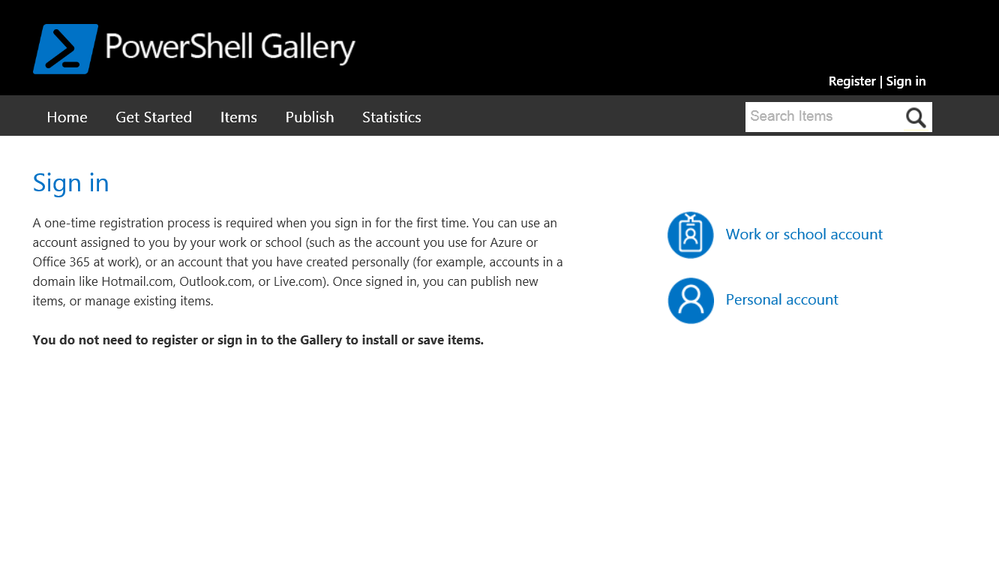 PowerShell Gallery
Register | Sign in
Home Get Started Items Publish Statistics Search Items
Sign in
A one-time registration process is required when you sign in for the first time. You can use an
account assigned to you by your work or school (such as the account you use for Azure or
Office 365 at work), or an account that you have created personally (for example, accounts in a
domain like Hotmail.com, Outlook.com, or Live.com). Once signed in, you can publish new
items, or manage existing items.
You do not need to register or sign in to the Gallery to install or save items.
Work or school account
Personal account